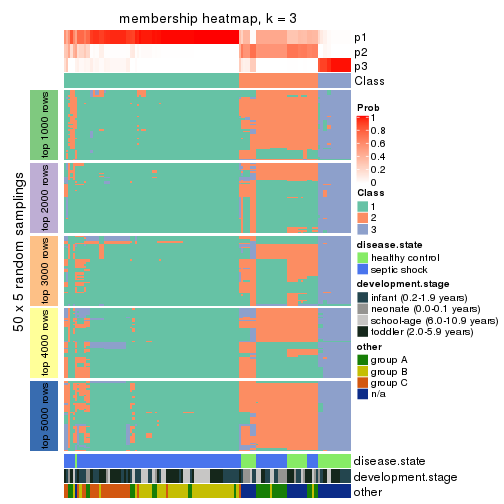 membership heatmap, k = 3
p1
p2
p3
Class
50 x 5 random samplings
top 1000 rows
top 2000 rows
top 3000 rows
top 4000 rows
top 5000 rows
Prob
1
0.8
0.6
0.4
0.2
0
Class
1
2
3
disease.state
healthy control
septic shock
development.stage
infant (0.2-1.9 years)
neonate (0.0-0.1 years)
school-age (6.0-10.9 years)
toddler (2.0-5.9 years)
other
group A
group B
group C
n/a
disease.state
development.stage
other